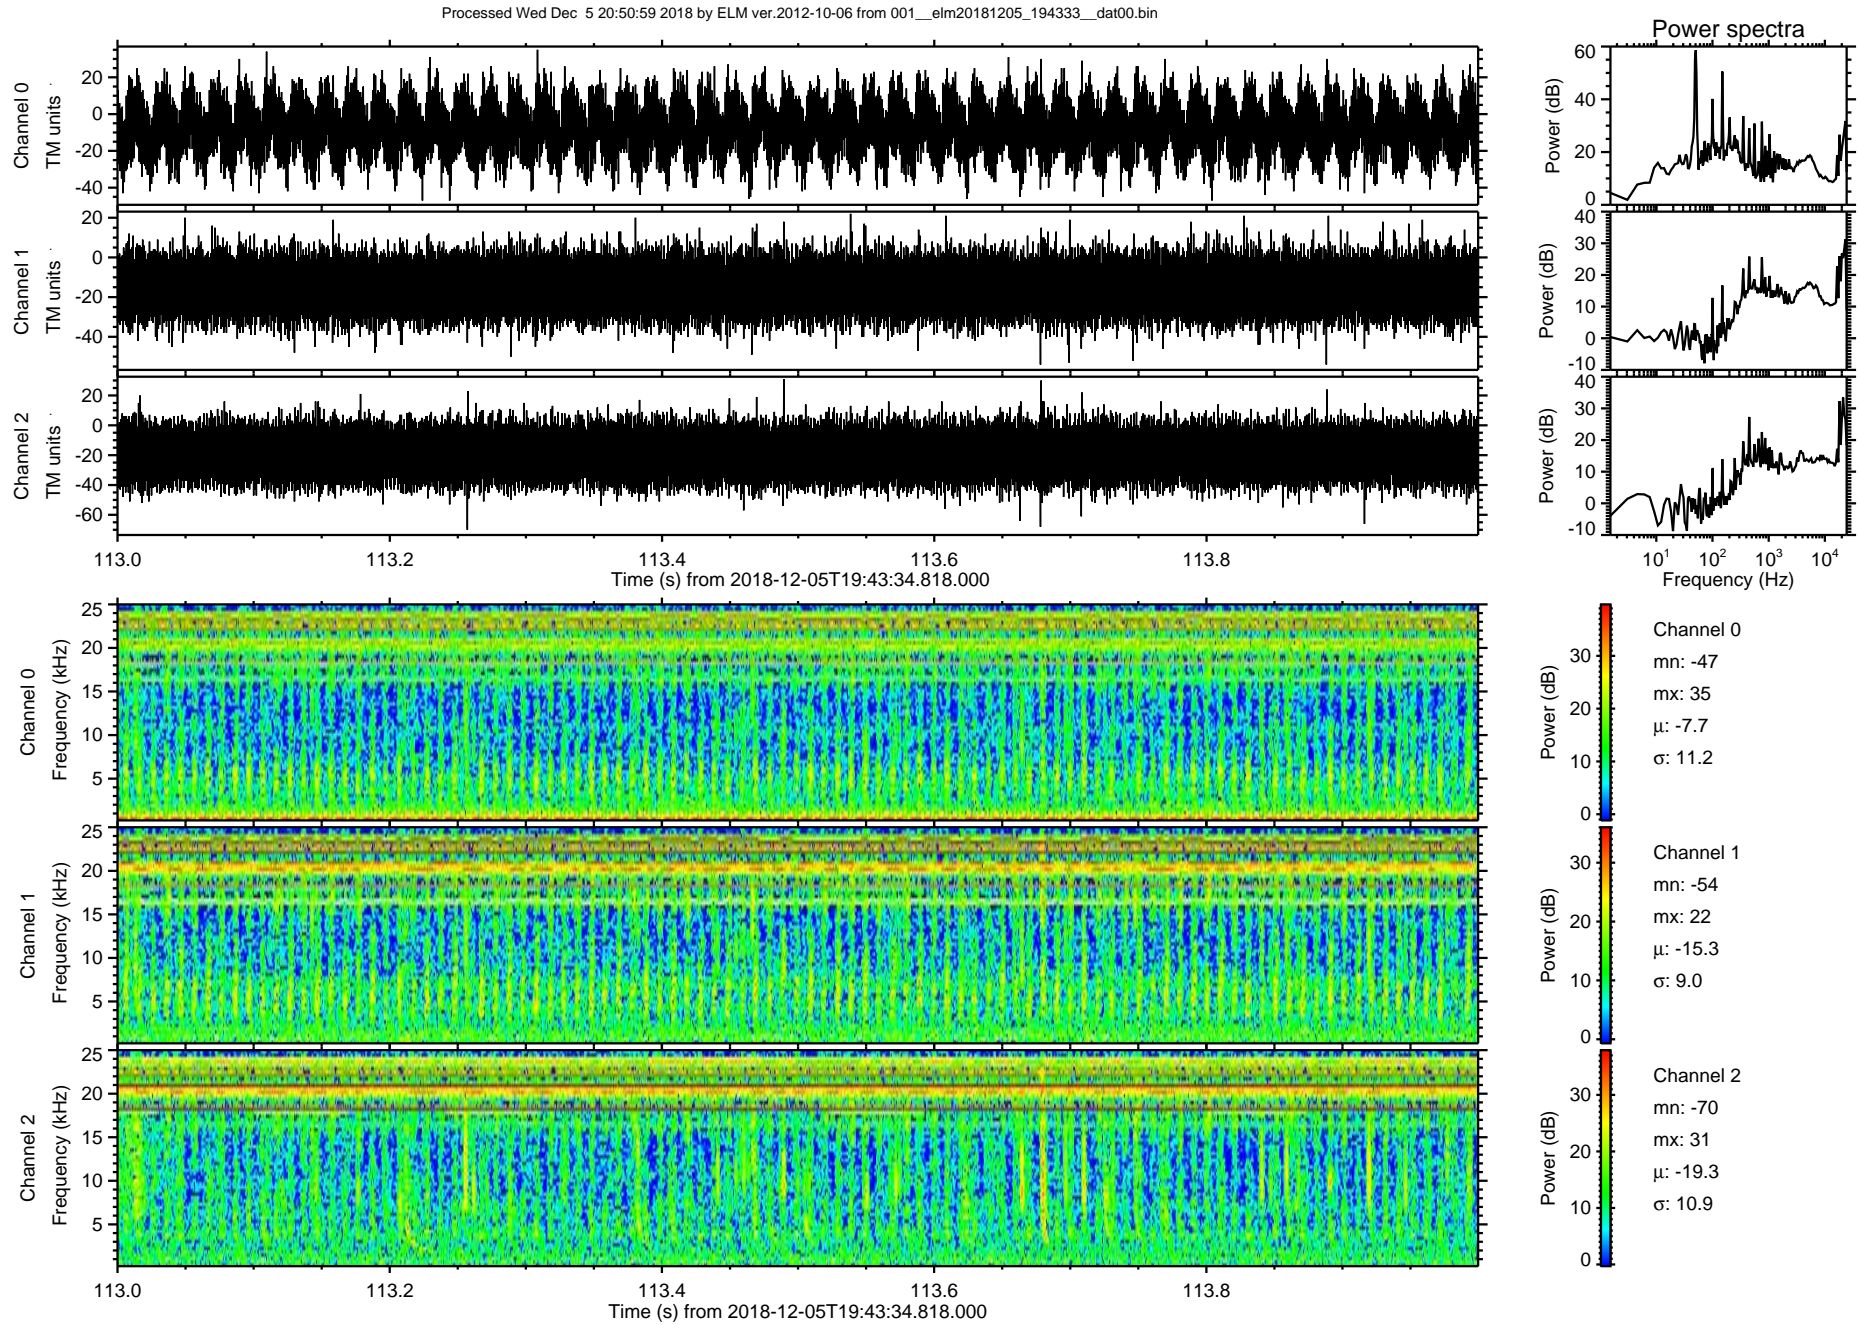 Processed Wed Dec  5 20:50:59 2018 by ELM ver.2012-10-06 from 001__elm20181205_194333__dat00.bin
Power spectra
Channel 0
TM units
20
0
-20
-40
Power (dB)
60
40
20
0
Channel 1
TM units
20
0
-20
-40
Power (dB)
40
30
20
10
0
-10
Channel 2
TM units
20
0
-20
-40
-60
Power (dB)
40
30
20
10
0
-10
113.0 113.2 113.4 113.6 113.8
Time (s) from 2018-12-05T19:43:34.818.000
10¹ 10² 10³ 10⁴
Frequency (Hz)
Channel 0
Frequency (kHz)
25
20
15
10
5
Power (dB)
30
20
10
0
Channel 0
mn: -47
mx: 35
μ: -7.7
σ: 11.2
Channel 1
Frequency (kHz)
25
20
15
10
5
Power (dB)
30
20
10
0
Channel 1
mn: -54
mx: 22
μ: -15.3
σ: 9.0
Channel 2
Frequency (kHz)
25
20
15
10
5
Power (dB)
30
20
10
0
Channel 2
mn: -70
mx: 31
μ: -19.3
σ: 10.9
113.0 113.2 113.4 113.6 113.8
Time (s) from 2018-12-05T19:43:34.818.000